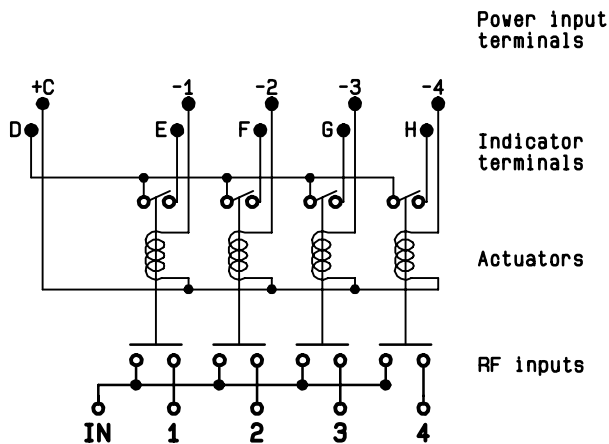 Power input
terminals
+C -1 -2 -3 -4
D E F G H
Indicator
terminals
Actuators
RF inputs
IN 1 2 3 4